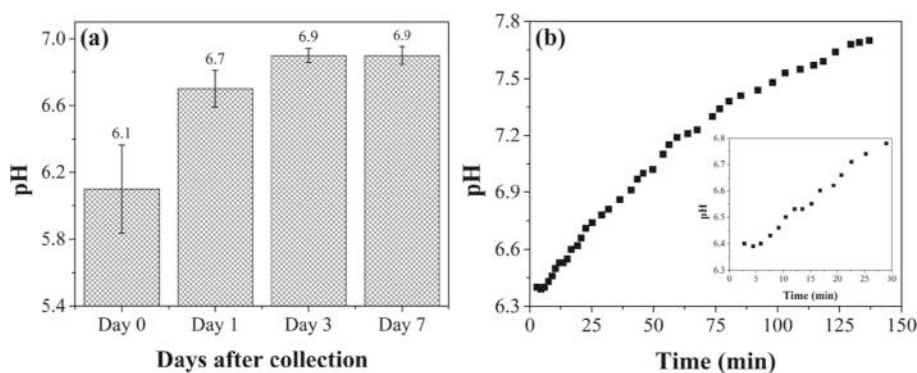 (a)
7.0
6.6
6.2
5.8
5.4
pH
6.1
6.7
6.9
6.9
Day 0
Day 1
Day 3
Day 7
Days after collection
(b)
7.8
7.5
7.2
6.9
6.6
6.3
pH
0
25
50
75
100
125
150
Time (min)
6.8
6.7
6.6
6.5
6.4
6.3
pH
0
5
10
15
20
25
30
Time (min)